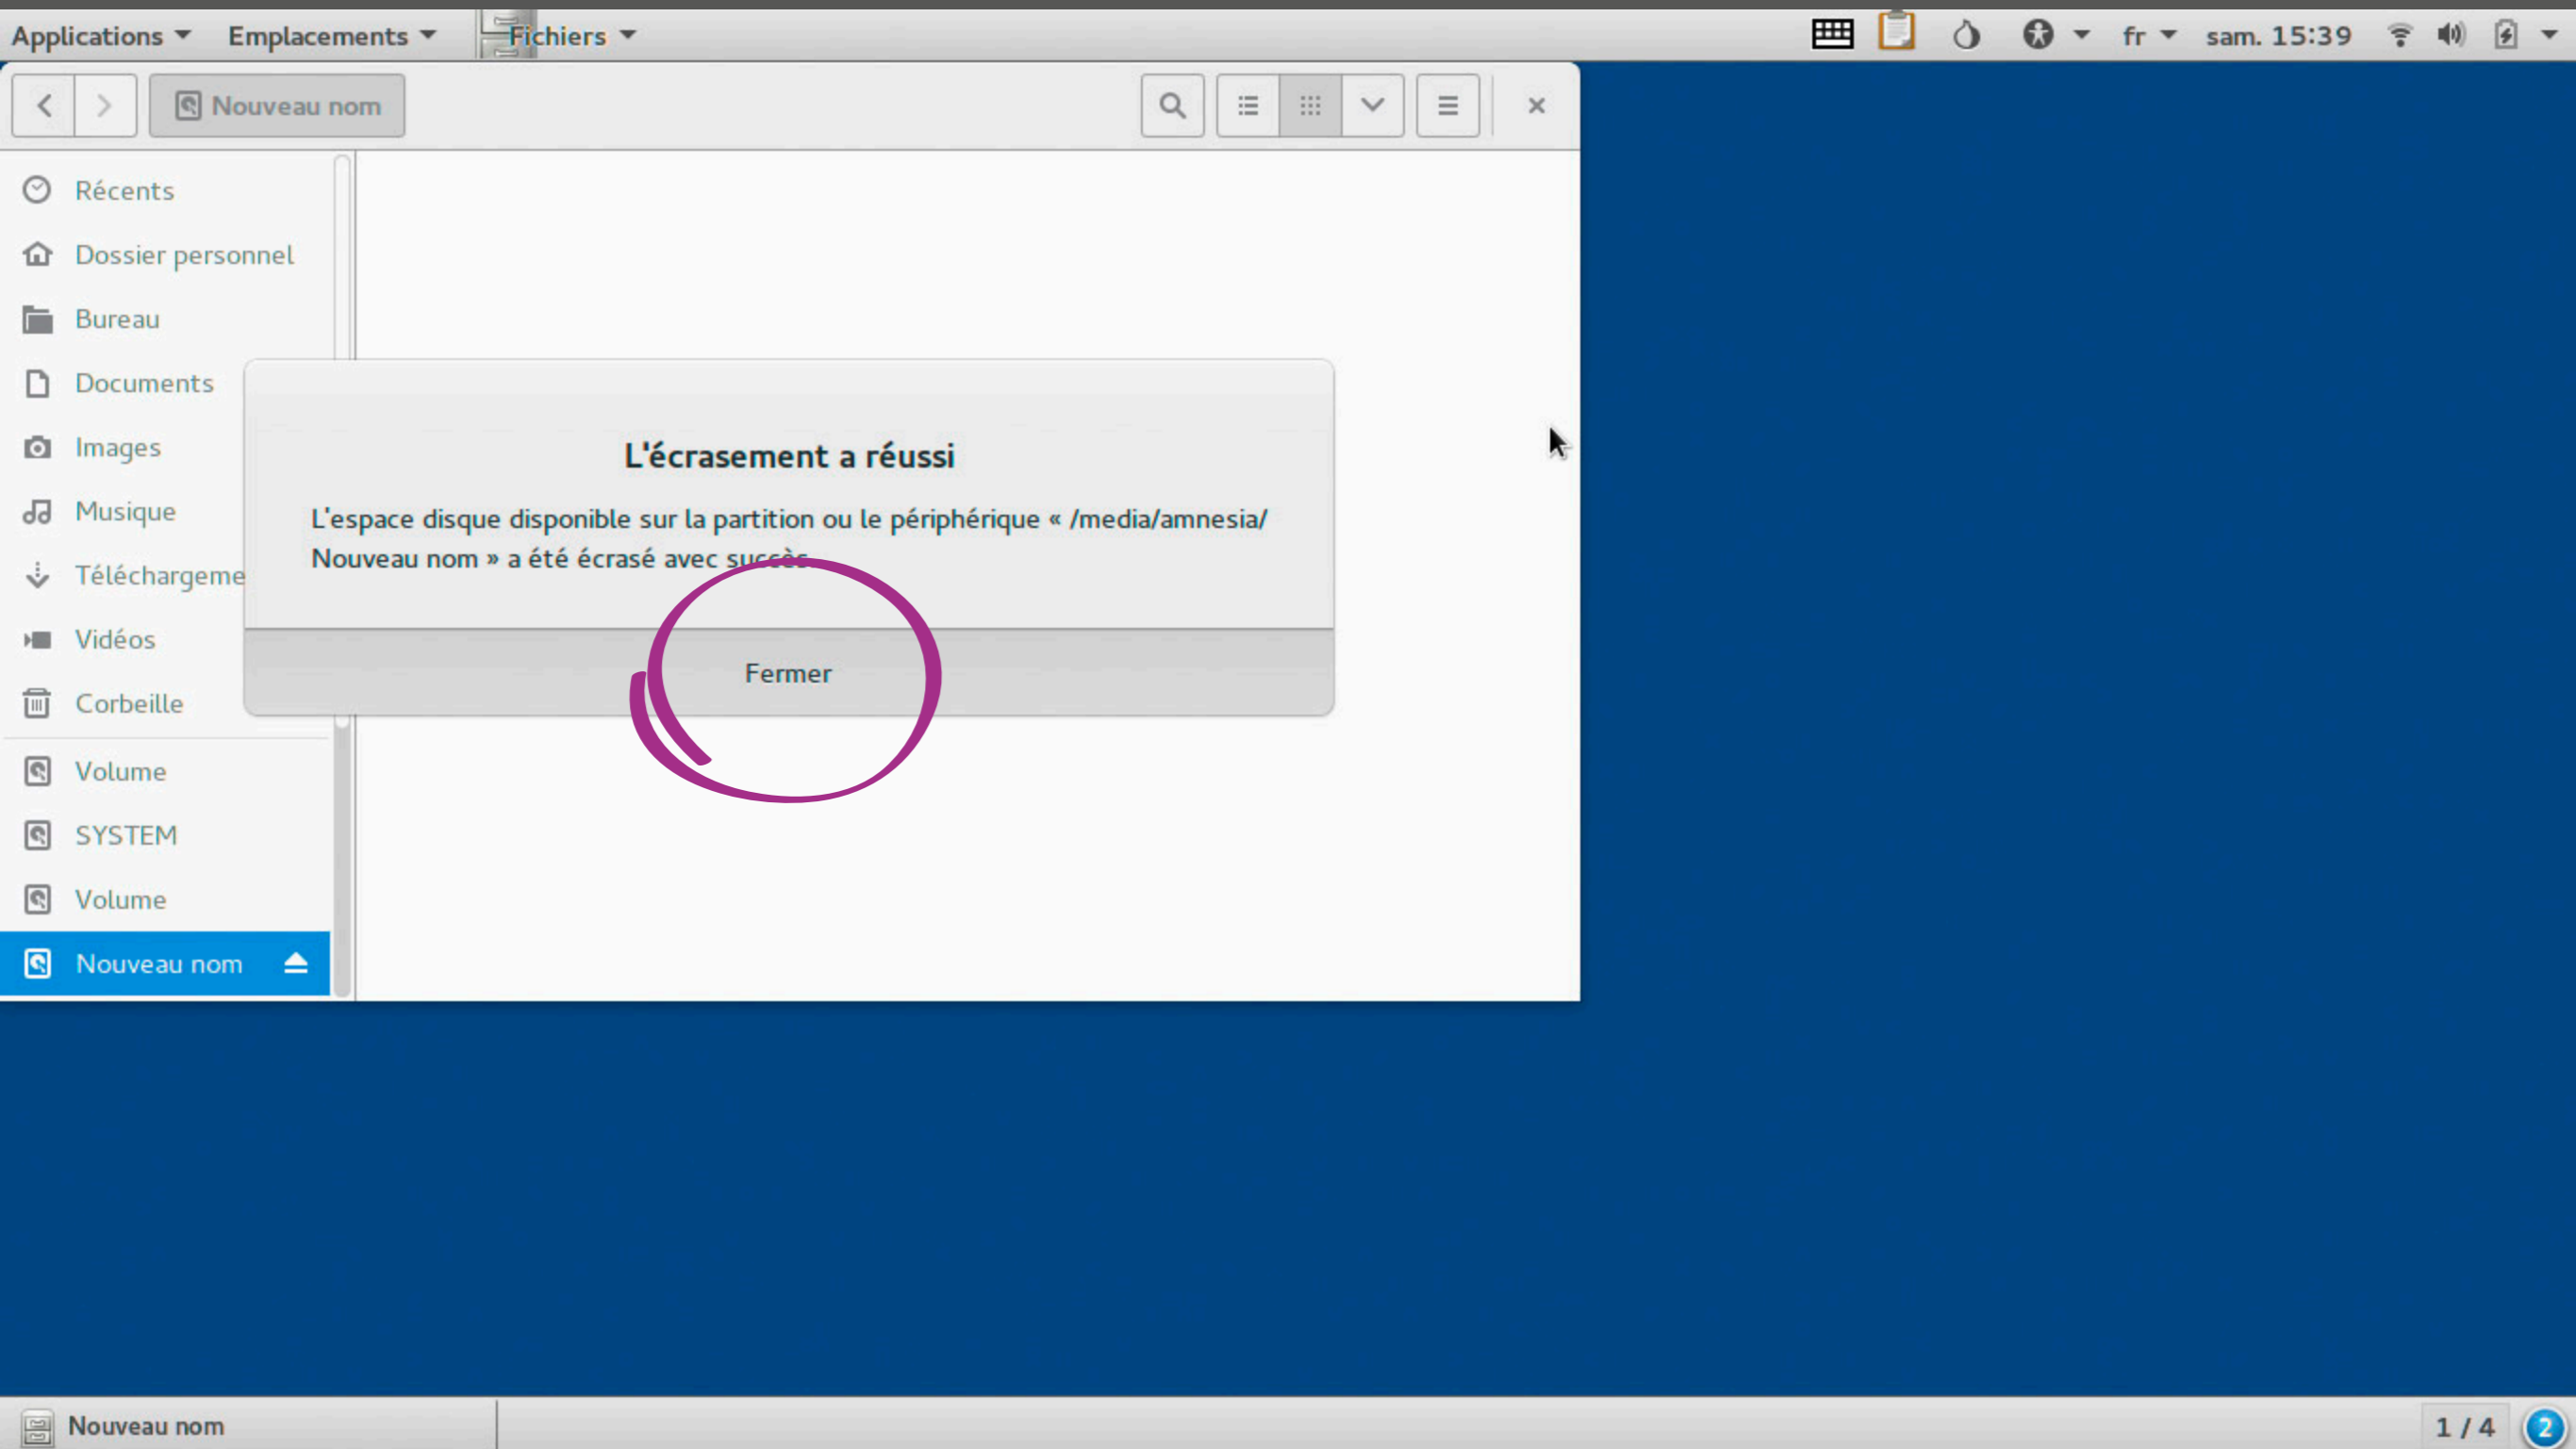 Applications Emplacements Fichiers fr sam. 15:39
Nouveau nom
Récents
Dossier personnel
Bureau
Documents
Images
Musique
Téléchargeme
Vidéos
Corbeille
Volume
SYSTEM
Volume
Nouveau nom
L'écrasement a réussi
L'espace disque disponible sur la partition ou le périphérique « /media/amnesia/
Nouveau nom » a été écrasé avec succès.
Fermer
Nouveau nom 1 / 4 2